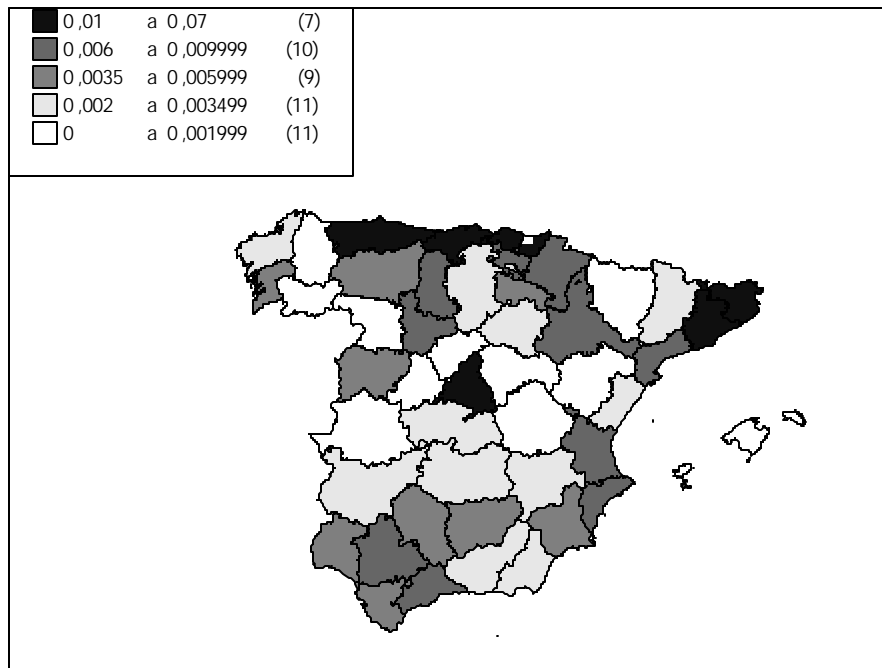 0 ,01 a 0 ,07 (7)
0 ,006 a 0 ,009999 (10)
0 ,0035 a 0 ,005999 (9)
0 ,002 a 0 ,003499 (11)
0 a 0 ,001999 (11)